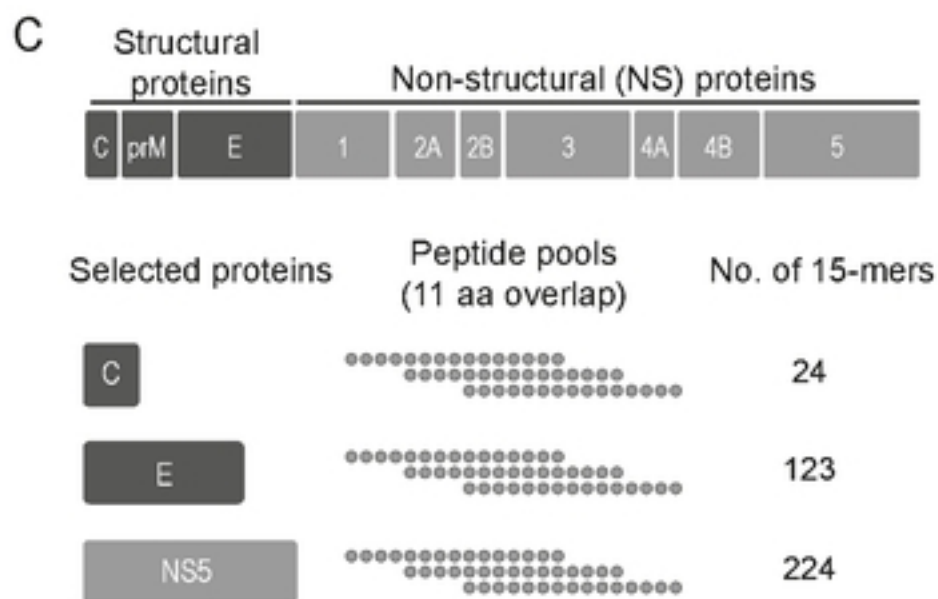 C
Structural
proteins
Non-structural (NS) proteins
C prM E 1 2A 2B 3 4A 4B 5
Selected proteins
Peptide pools
(11 aa overlap)
No. of 15-mers
C 24
E 123
NS5 224